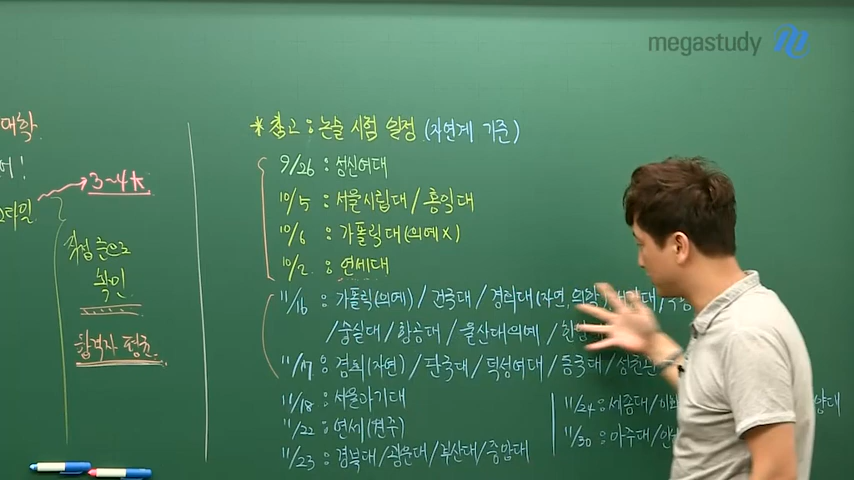 megastudy
대학
3~4次
직접 준으로
확인
합격자 평균
*참고 : 논술 시험 일정 (자연계 기준)
9/26 : 성신여대
10/5 : 서울시립대 / 홍익대
10/6 : 가톨릭대 (의예X)
10/2. : 연세대
11/16 : 가톨릭(의예) / 건국대 / 경희대(자연, 의학)
/ 숭실대 / 항공대 / 울산대의예 /
11/17 : 경희(자연) / 단국대 / 덕성여대 / 동국대 /
11/18 : 서울과기대
11/22 : 연세(원주)
11/23 : 경북대 / 광운대 / 부산대 / 중앙대
11/24 : 세종대 /
11/30 : 아주대 /